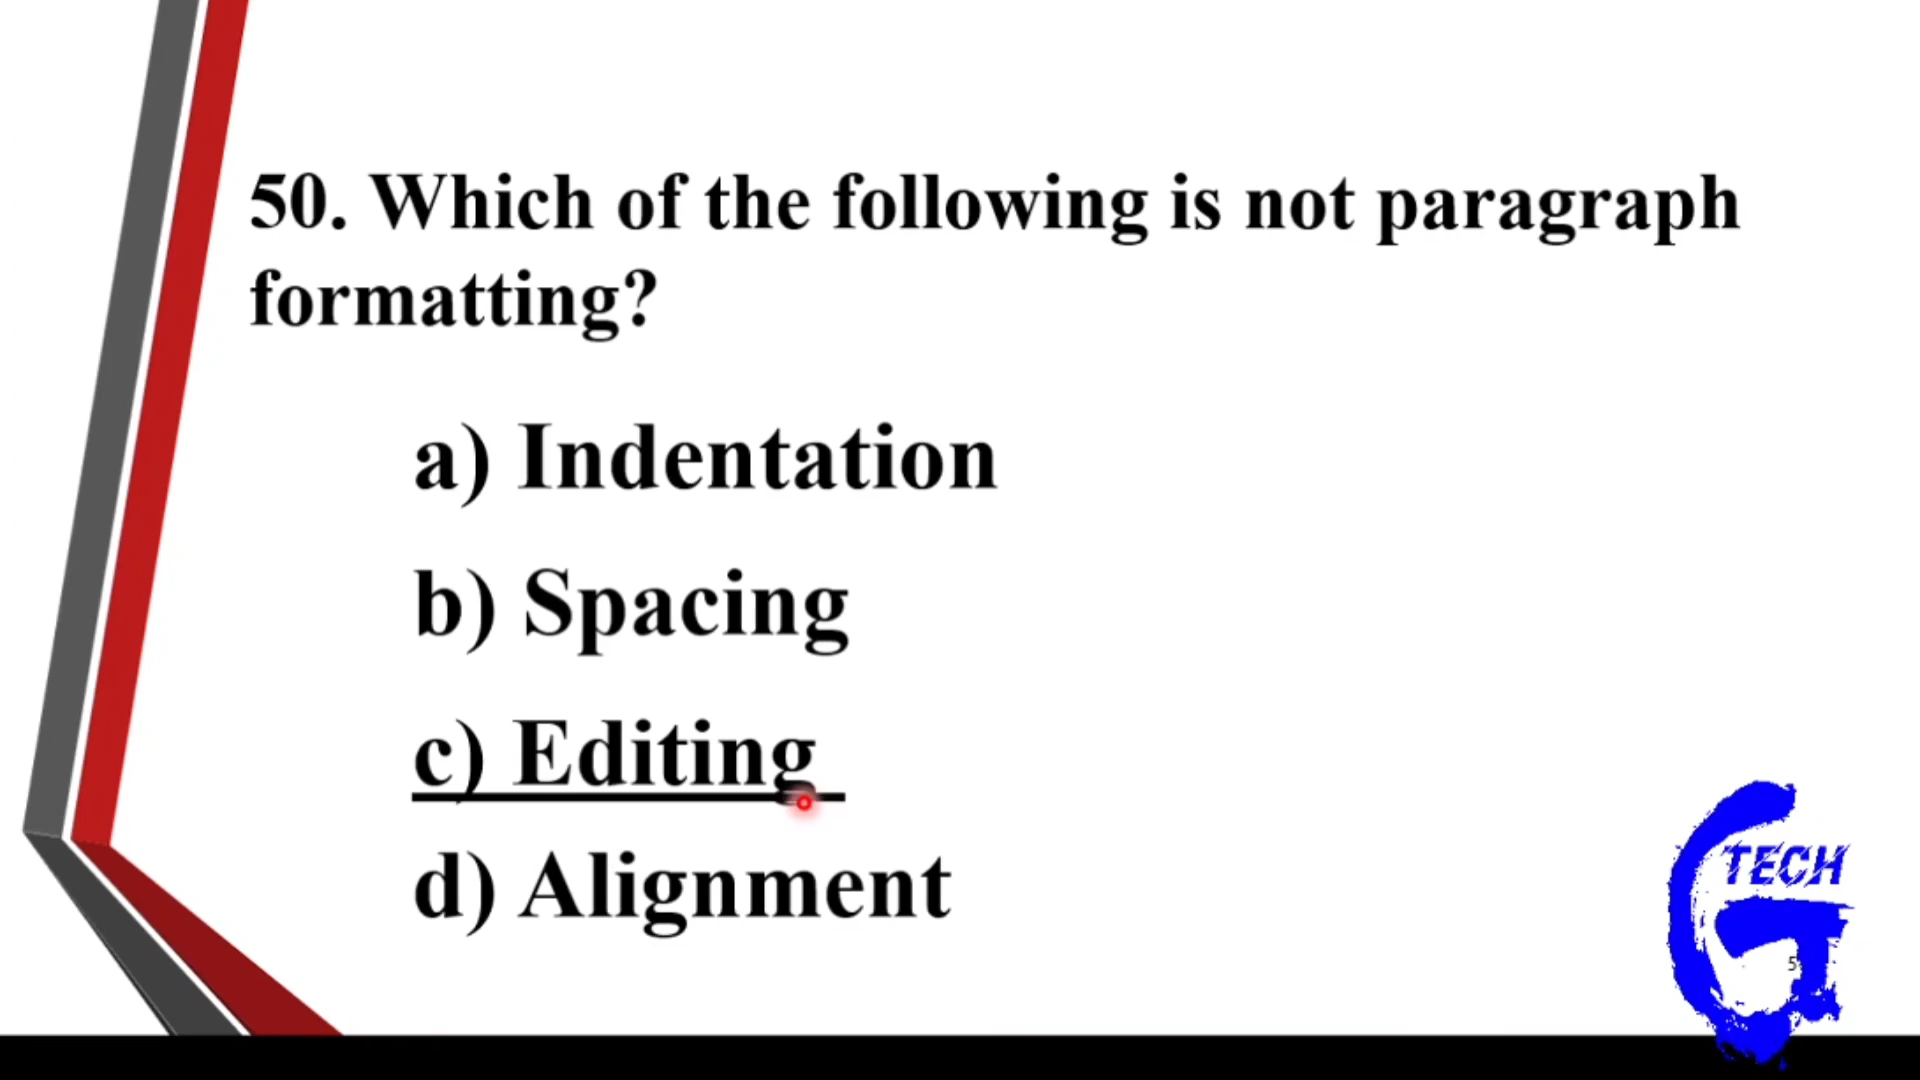 50. Which of the following is not paragraph
formatting?
a) Indentation
b) Spacing
c) Editing
d) Alignment
TECH